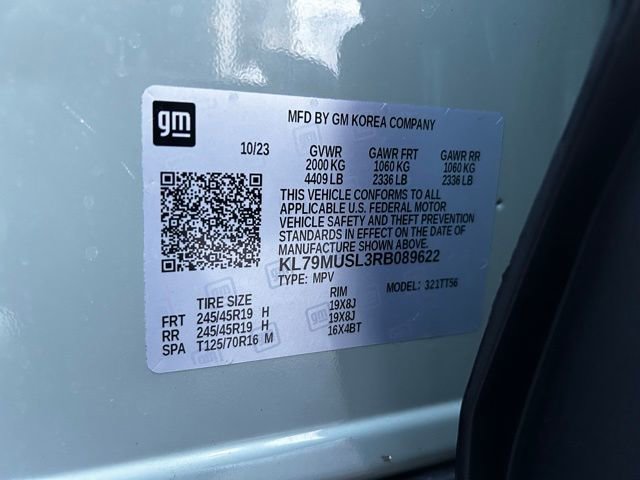 gm
MFD BY GM KOREA COMPANY
10/23 GVWR GAWR FRT GAWR RR
2000 KG 1060 KG 1060 KG
4409 LB 2336 LB 2336 LB
THIS VEHICLE CONFORMS TO ALL
APPLICABLE U.S. FEDERAL MOTOR
VEHICLE SAFETY AND THEFT PREVENTION
STANDARDS IN EFFECT ON THE DATE OF
MANUFACTURE SHOWN ABOVE.
KL79MUSL3RB089622
TYPE: MPV MODEL: 321TT56
TIRE SIZE RIM
FRT 245/45R19 H 19X8J
RR 245/45R19 H 19X8J
SPA T125/70R16 M 16X4BT